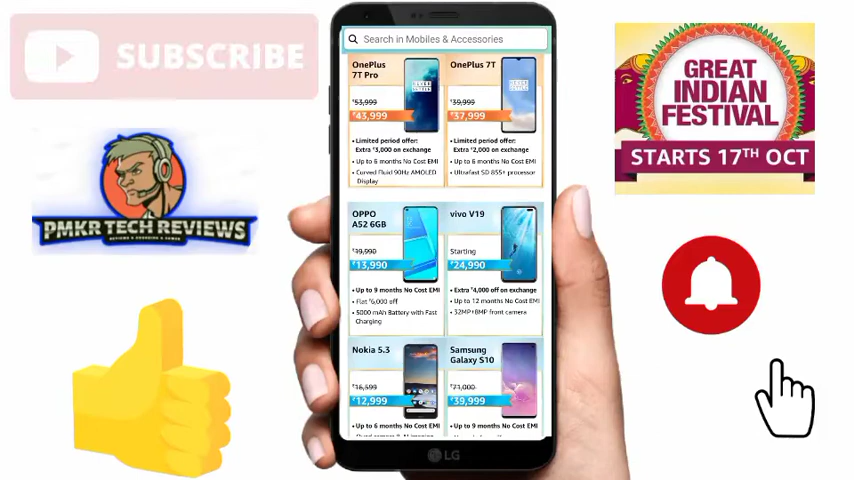 SUBSCRIBE
PMKR TECH REVIEWS
Search in Mobiles & Accessories
OnePlus
7T Pro
₹53,999
₹43,999
Limited period offer:
Extra ₹3,000 on exchange
• Up to 6 months No Cost EMI
• Curved Fluid 90Hz AMOLED
Display
OnePlus 7T
₹39,999
₹37,999
• Limited period offer:
Extra ₹2,000 on exchange
• Up to 6 months No Cost EMI
• Ultrafast SD 855+ processor
OPPO
A52 6GB
₹19,990
₹13,990
• Up to 9 months No Cost EMI
• Flat ₹6,000 off
• 5000 mAh Battery with Fast
Charging
vivo V19
Starting
₹24,990
• Extra ₹4,000 off on exchange
• Up to 12 months No Cost EMI
• 32MP+8MP front camera
Nokia 5.3
₹16,599
₹12,999
• Up to 6 months No Cost EMI
Samsung
Galaxy S10
₹71,000
₹39,999
• Up to 9 months No Cost EMI
LG
GREAT
INDIAN
FESTIVAL
STARTS 17TH OCT